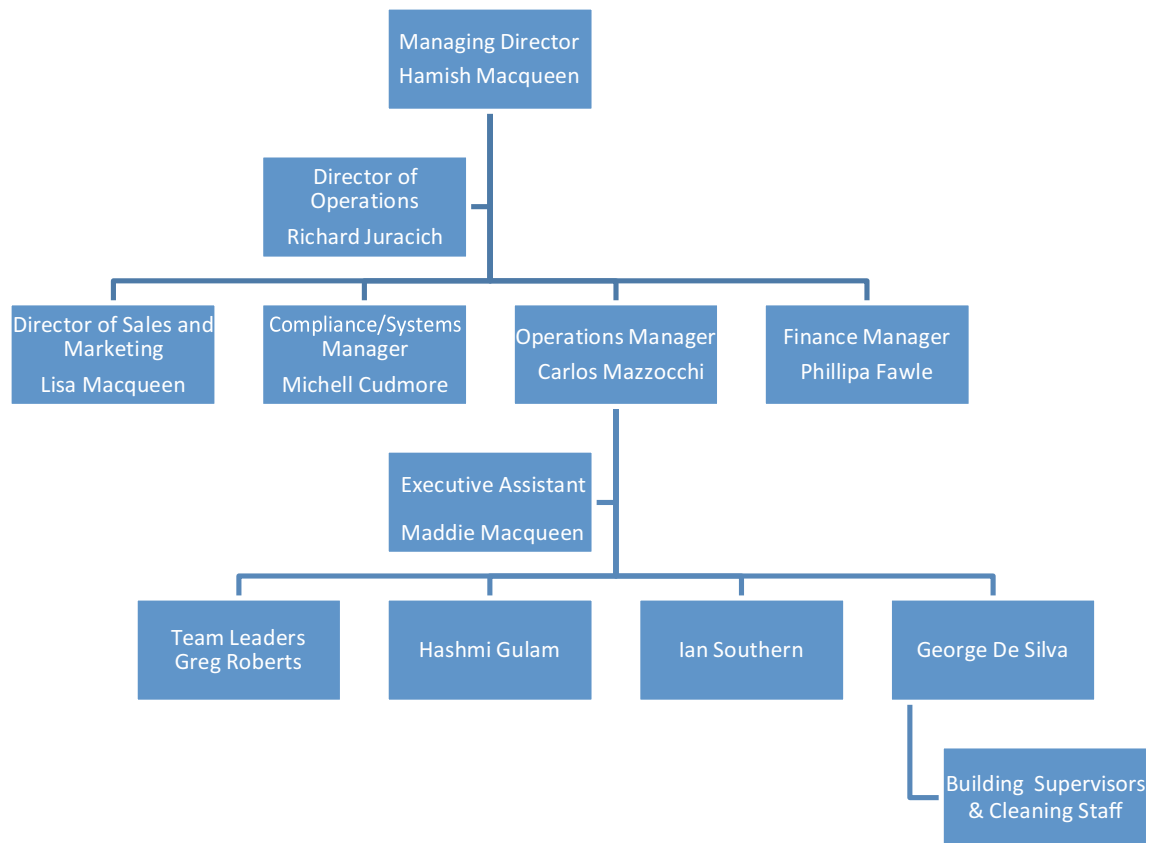 Managing Director
Hamish Macqueen
Director of
Operations
Richard Juracich
Director of Sales and
Marketing
Lisa Macqueen
Compliance/Systems
Manager
Michell Cudmore
Operations Manager
Carlos Mazzocchi
Finance Manager
Phillipa Fawle
Executive Assistant
Maddie Macqueen
Team Leaders
Greg Roberts
Hashmi Gulam
Ian Southern
George De Silva
Building  Supervisors
& Cleaning Staff